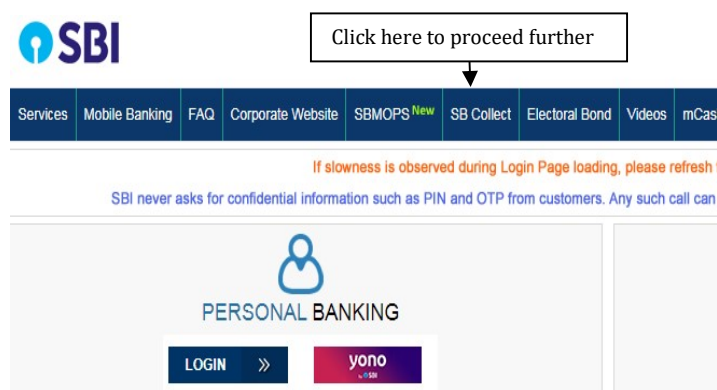 SBI
Click here to proceed further
Services Mobile Banking FAQ Corporate Website SBMOPS New SB Collect Electoral Bond Videos mCas
If slowness is observed during Login Page loading, please refresh
SBI never asks for confidential information such as PIN and OTP from customers. Any such call can
PERSONAL BANKING
LOGIN »
yono
by SBI